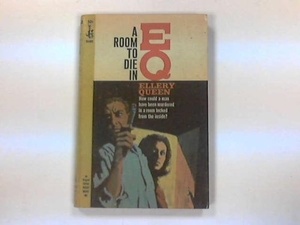 A
ROOM
TO
DIE
IN
EQ
ELLERY
QUEEN
How could a man
have been murdered
in a room locked
from the inside?